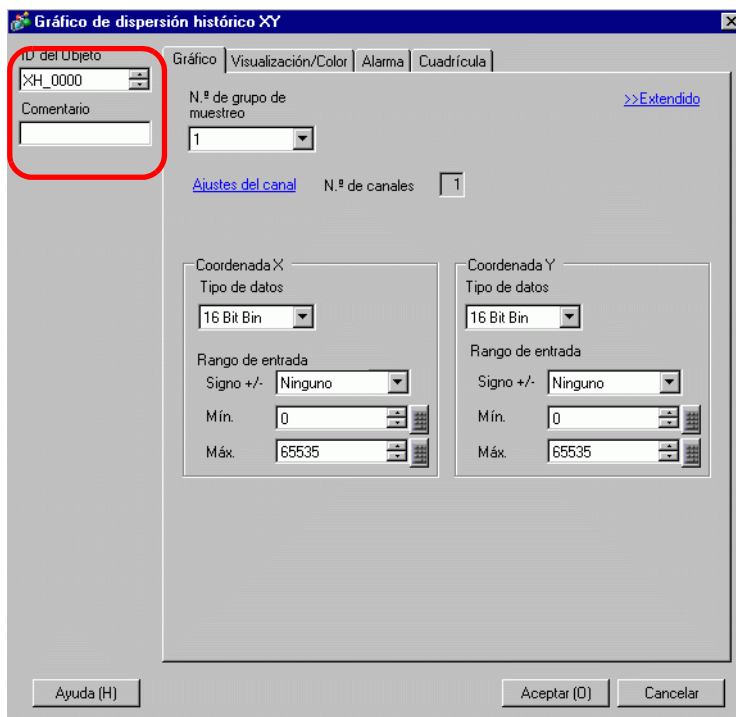 Gráfico de dispersión histórico XY
ID del Objeto
XH_0000
Comentario
Gráfico Visualización/Color Alarma Cuadrícula
N.º de grupo de
muestreo
>>Extendido
1
Ajustes del canal N.º de canales 1
Coordenada X
Tipo de datos
16 Bit Bin
Rango de entrada
Signo +/- Ninguno
Mín. 0
Máx. 65535
Coordenada Y
Tipo de datos
16 Bit Bin
Rango de entrada
Signo +/- Ninguno
Mín. 0
Máx. 65535
Ayuda (H) Aceptar (O) Cancelar